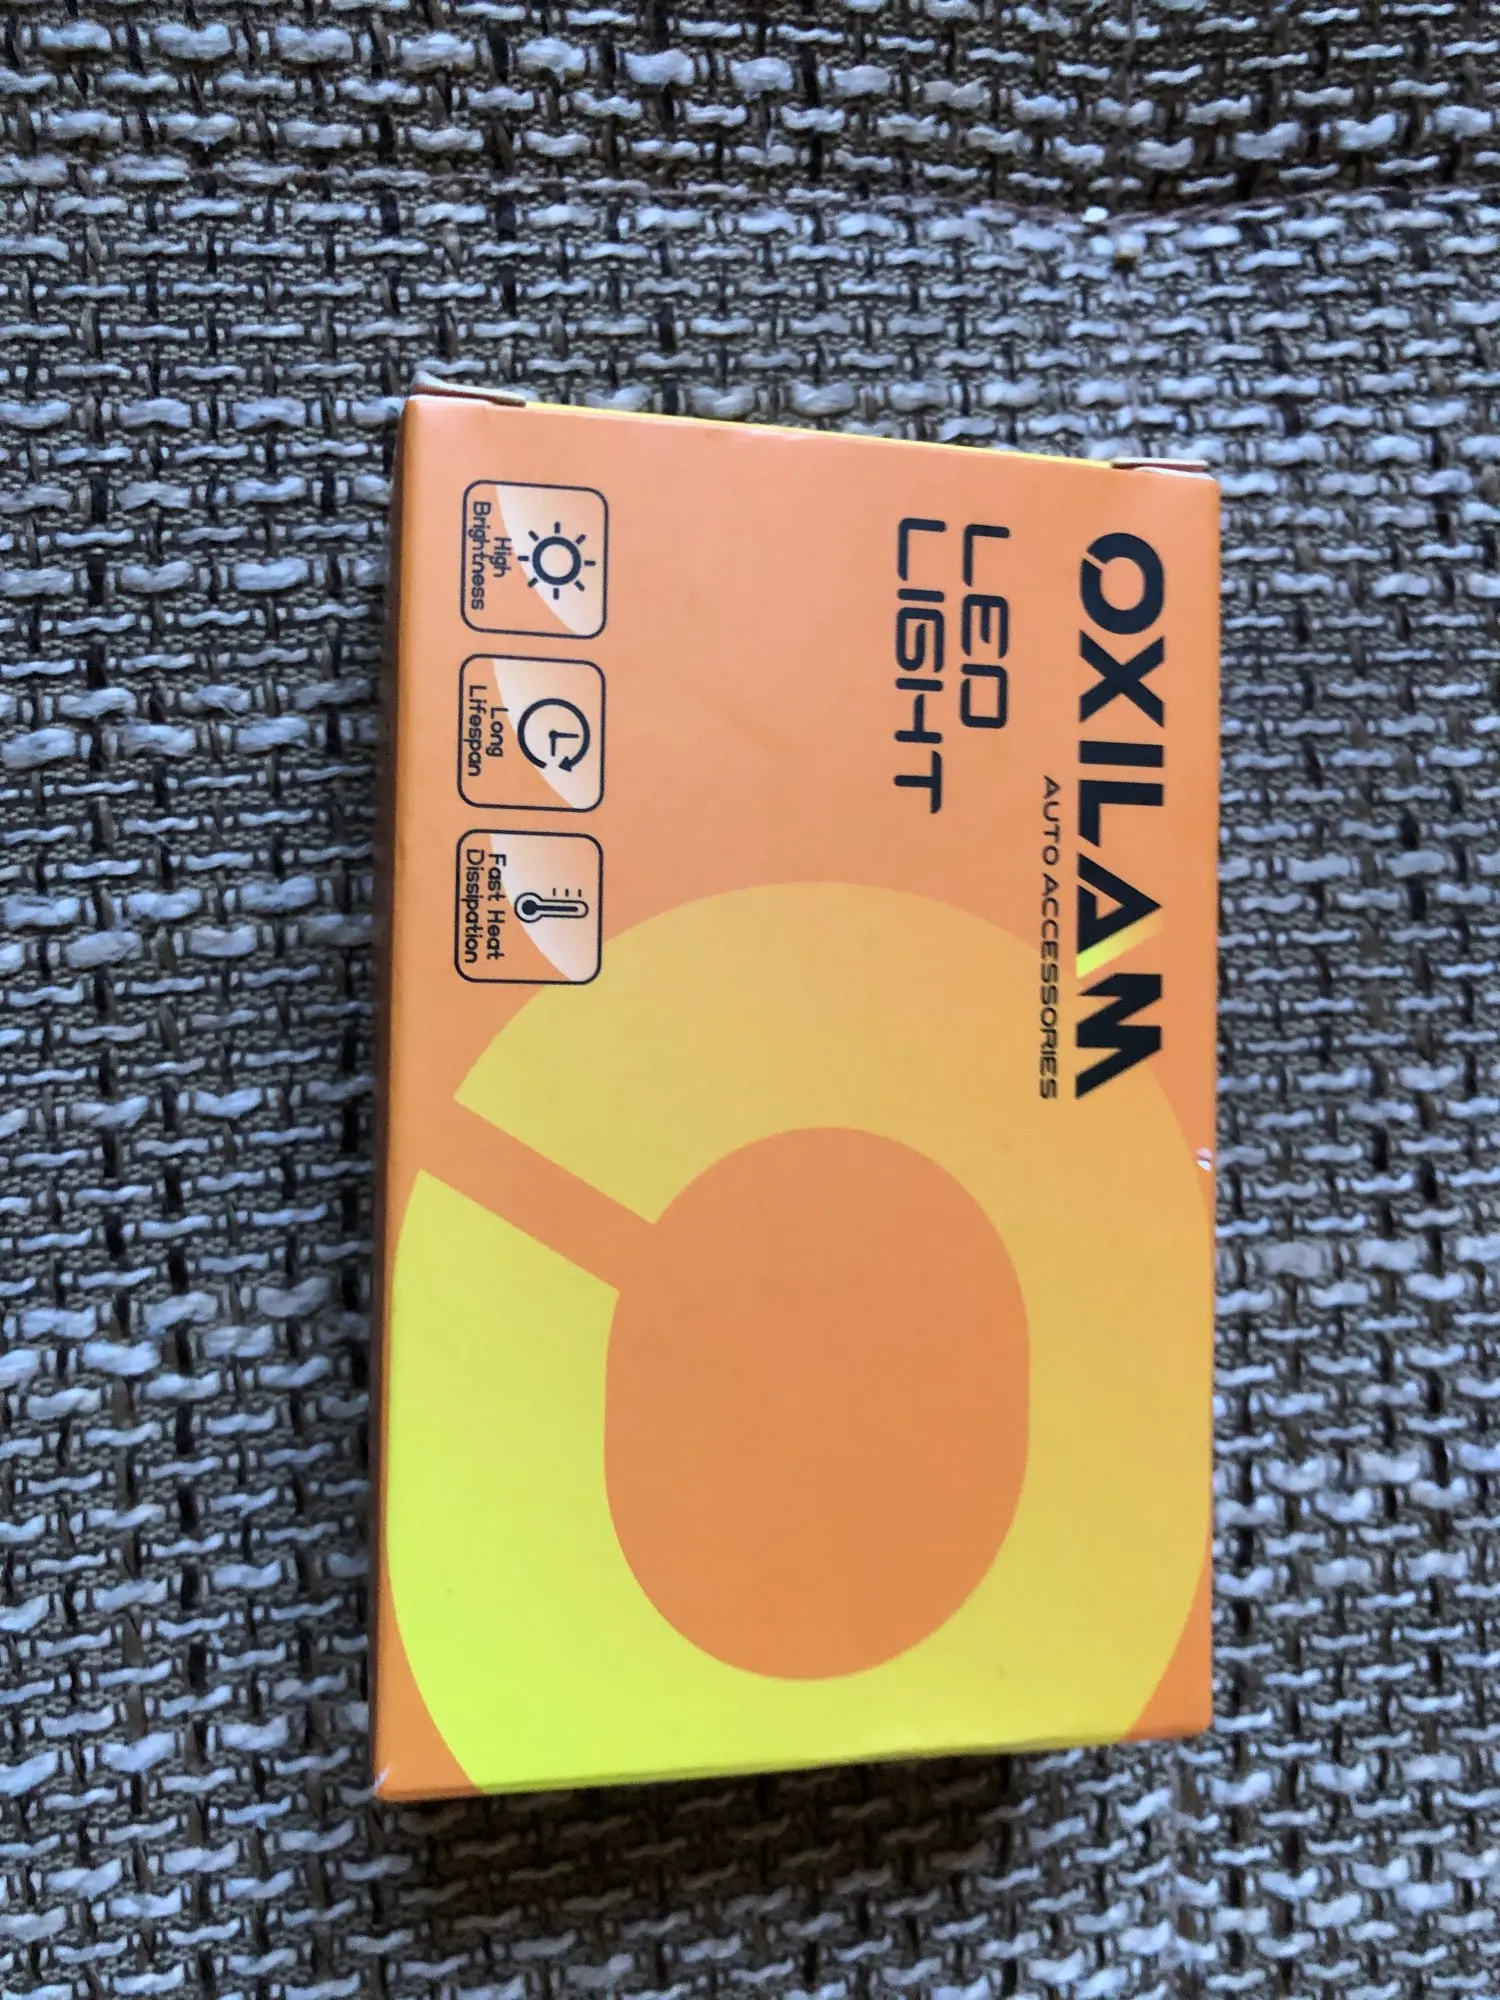 OXILAM
AUTO ACCESSORIES
LED
LIGHT
High
Brightness
Long
Lifespan
Fast Heat
Dissipation